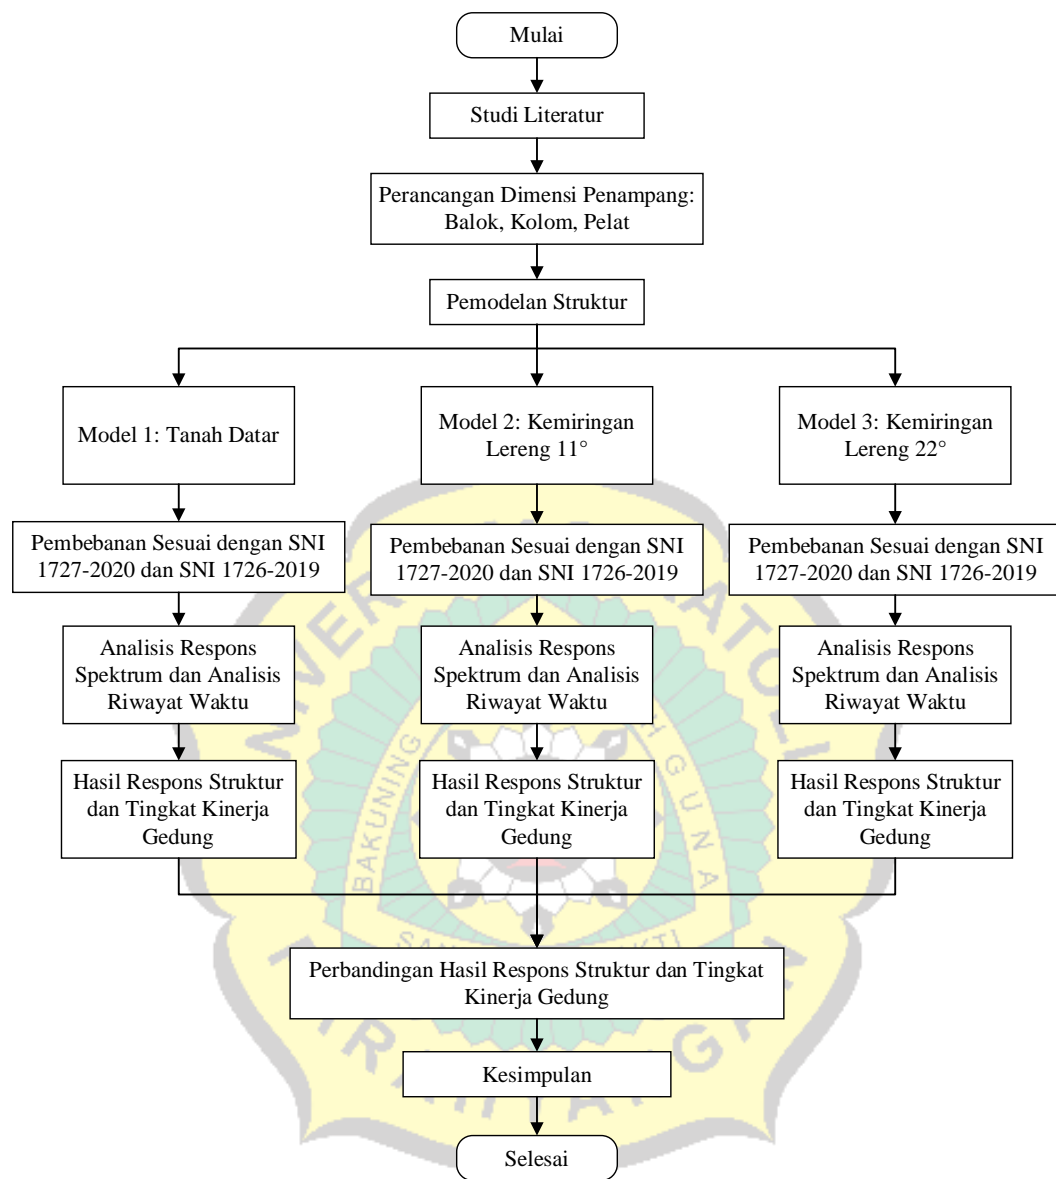 Mulai
Studi Literatur
Perancangan Dimensi Penampang:
Balok, Kolom, Pelat
Pemodelan Struktur
Model 1: Tanah Datar
Model 2: Kemiringan
Lereng 11°
Model 3: Kemiringan
Lereng 22°
Pembebanan Sesuai dengan SNI
1727-2020 dan SNI 1726-2019
Pembebanan Sesuai dengan SNI
1727-2020 dan SNI 1726-2019
Pembebanan Sesuai dengan SNI
1727-2020 dan SNI 1726-2019
Analisis Respons
Spektrum dan Analisis
Riwayat Waktu
Analisis Respons
Spektrum dan Analisis
Riwayat Waktu
Analisis Respons
Spektrum dan Analisis
Riwayat Waktu
Hasil Respons Struktur
dan Tingkat Kinerja
Gedung
Hasil Respons Struktur
dan Tingkat Kinerja
Gedung
Hasil Respons Struktur
dan Tingkat Kinerja
Gedung
Perbandingan Hasil Respons Struktur dan Tingkat
Kinerja Gedung
Kesimpulan
Selesai
BAKUNING